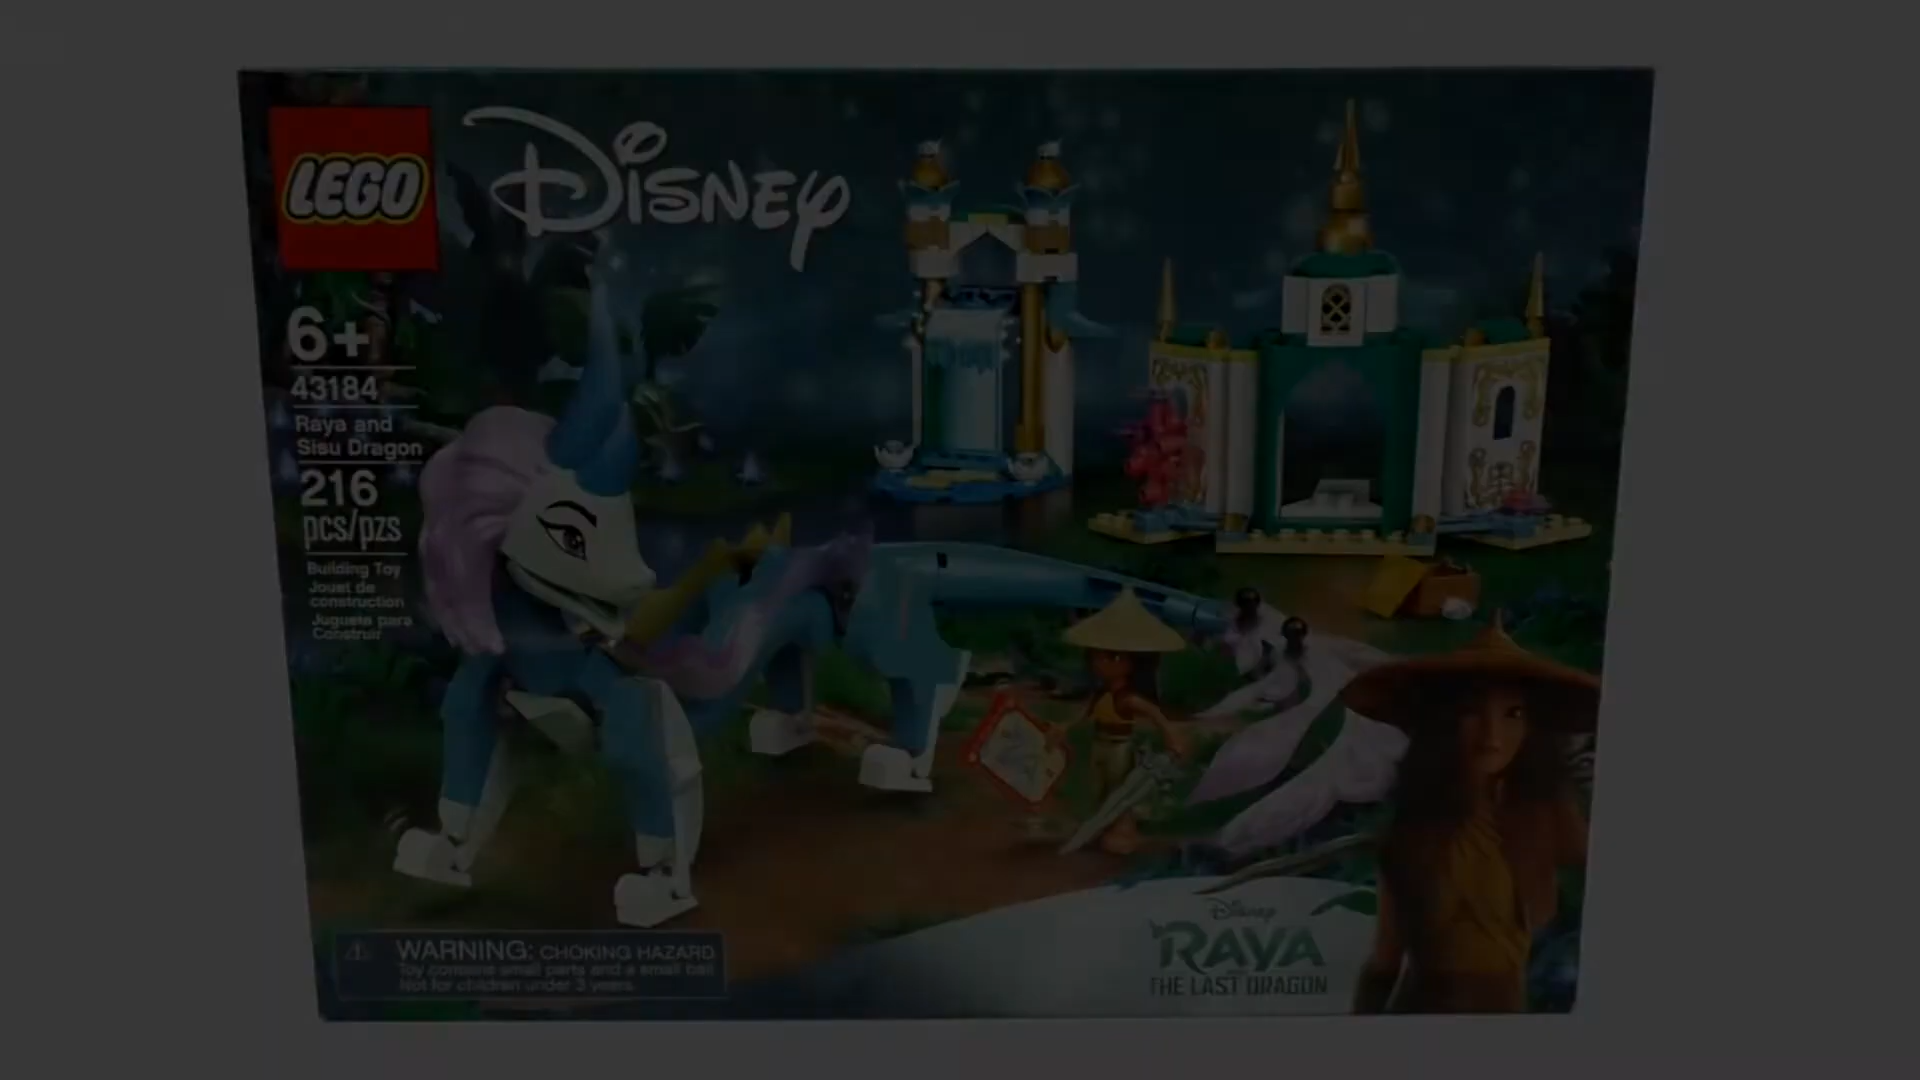 LEGO
Disney
6+
43184
Raya and
Sisu Dragon
216
pcs/pzs
Building Toy
Jouet de
construction
Juguete para
Construir
WARNING: CHOKING HAZARD
Toy contains small parts and a small ball
Not for children under 3 years.
Disney
RAYA
THE LAST DRAGON